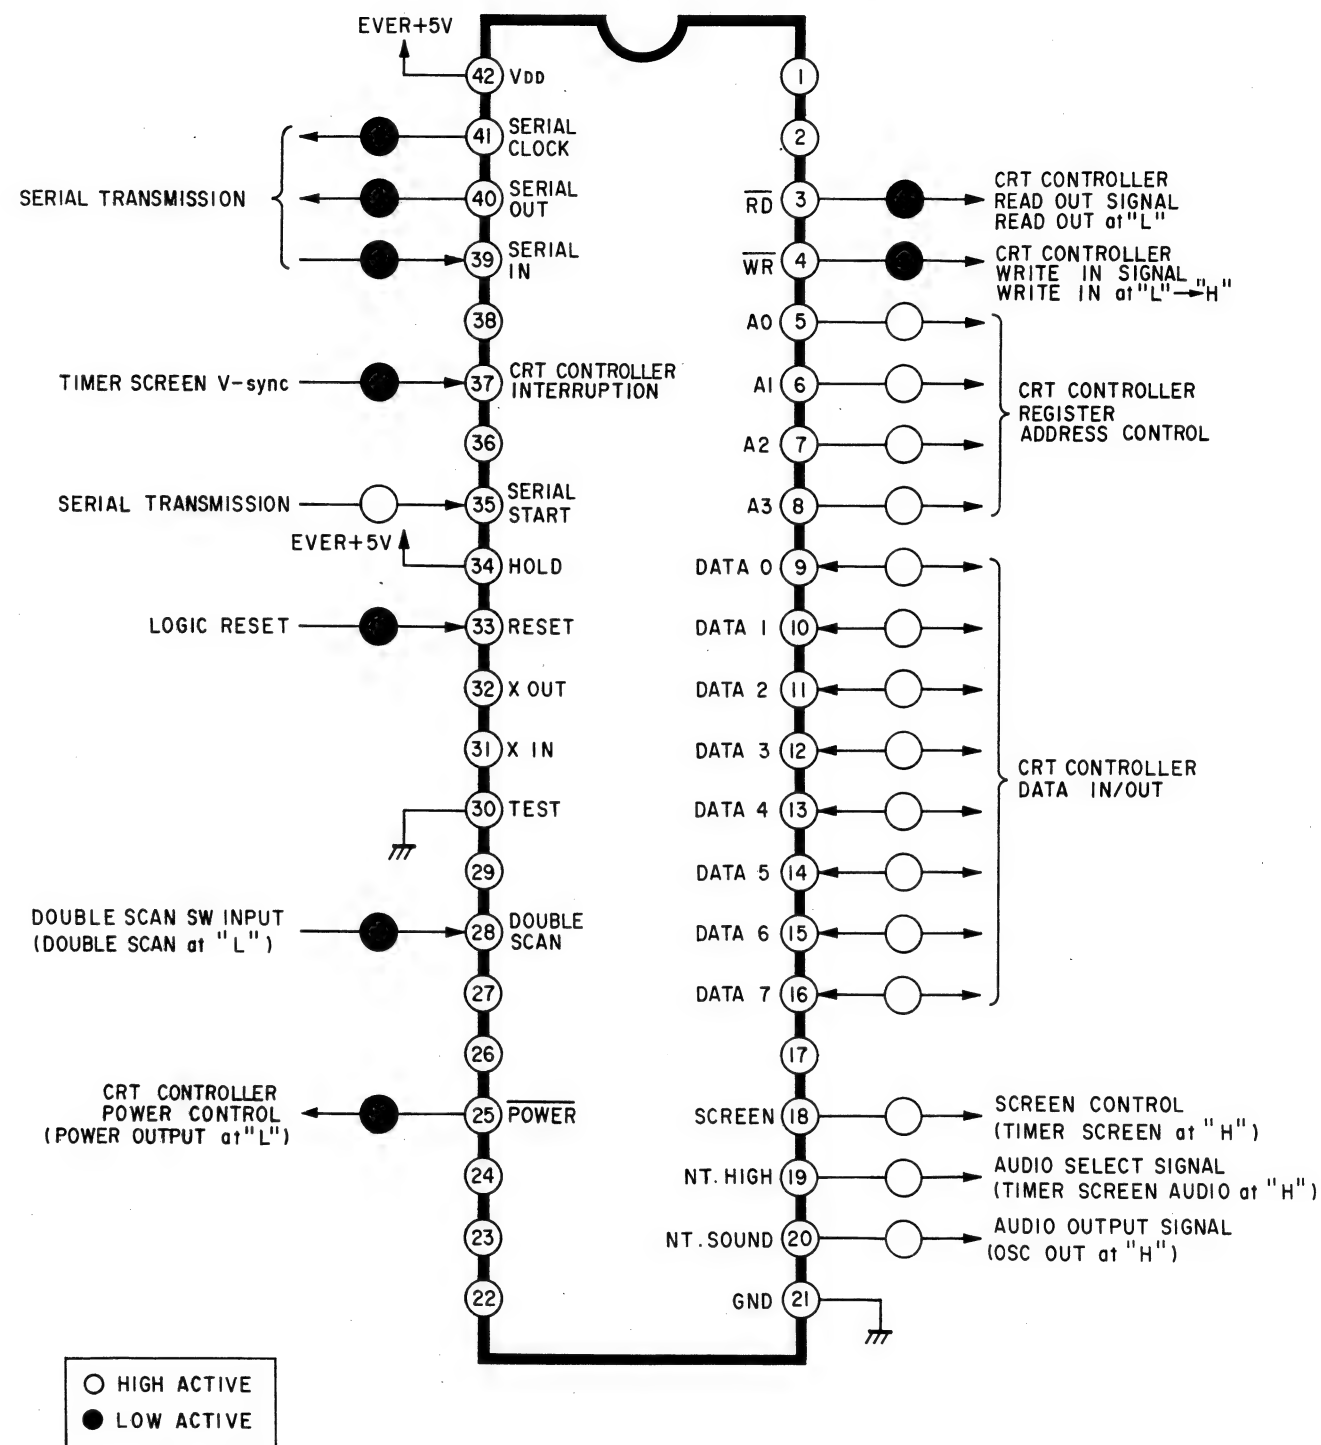 EVER+5V
42 VDD
41 SERIAL CLOCK
SERIAL TRANSMISSION
40 SERIAL OUT
39 SERIAL IN
38
TIMER SCREEN V-sync
37 CRT CONTROLLER INTERRUPTION
36
SERIAL TRANSMISSION
35 SERIAL START
EVER+5V
34 HOLD
LOGIC RESET
33 RESET
32 X OUT
31 X IN
30 TEST
29
DOUBLE SCAN SW INPUT
(DOUBLE SCAN at "L")
28 DOUBLE SCAN
27
26
CRT CONTROLLER
POWER CONTROL
(POWER OUTPUT at "L")
25 POWER
24
23
22
1
2
RD 3
CRT CONTROLLER
READ OUT SIGNAL
READ OUT at "L"
WR 4
CRT CONTROLLER
WRITE IN SIGNAL
WRITE IN at "L"→"H"
A0 5
A1 6
A2 7
A3 8
CRT CONTROLLER
REGISTER
ADDRESS CONTROL
DATA 0 9
DATA 1 10
DATA 2 11
DATA 3 12
DATA 4 13
DATA 5 14
DATA 6 15
DATA 7 16
CRT CONTROLLER
DATA IN/OUT
17
SCREEN 18
SCREEN CONTROL
(TIMER SCREEN at "H")
NT.HIGH 19
AUDIO SELECT SIGNAL
(TIMER SCREEN AUDIO at "H")
NT.SOUND 20
AUDIO OUTPUT SIGNAL
(OSC OUT at "H")
GND 21
HIGH ACTIVE
LOW ACTIVE